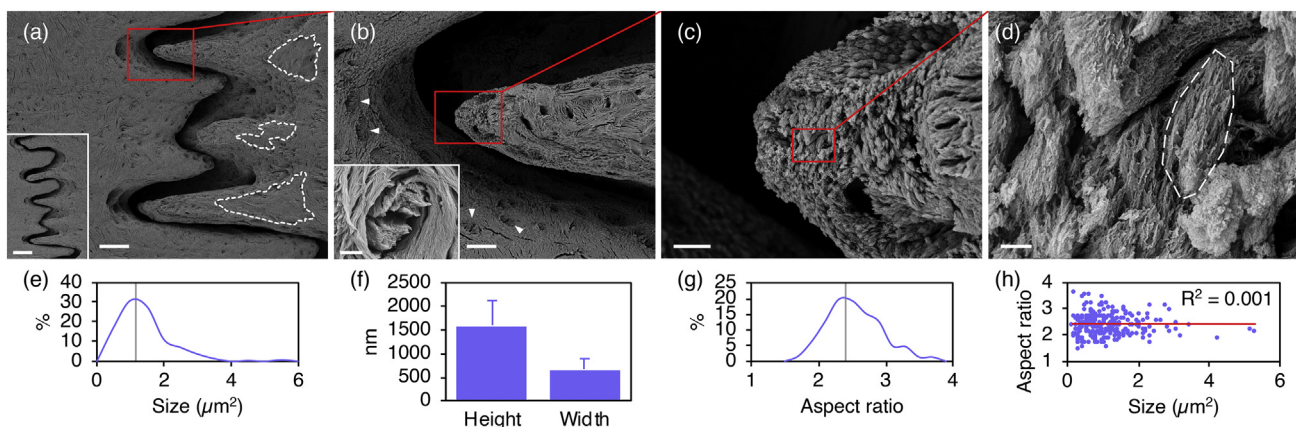 (a) (b) (c) (d)
(e)
%
40
30
20
10
0
0 2 4 6
Size (µm²)
(f)
nm
2500
2000
1500
1000
500
0
Height Width
(g)
%
25
20
15
10
5
0
1 2 3 4
Aspect ratio
(h)
Aspect ratio
4
3
2
1
R² = 0.001
0 2 4 6
Size (µm²)